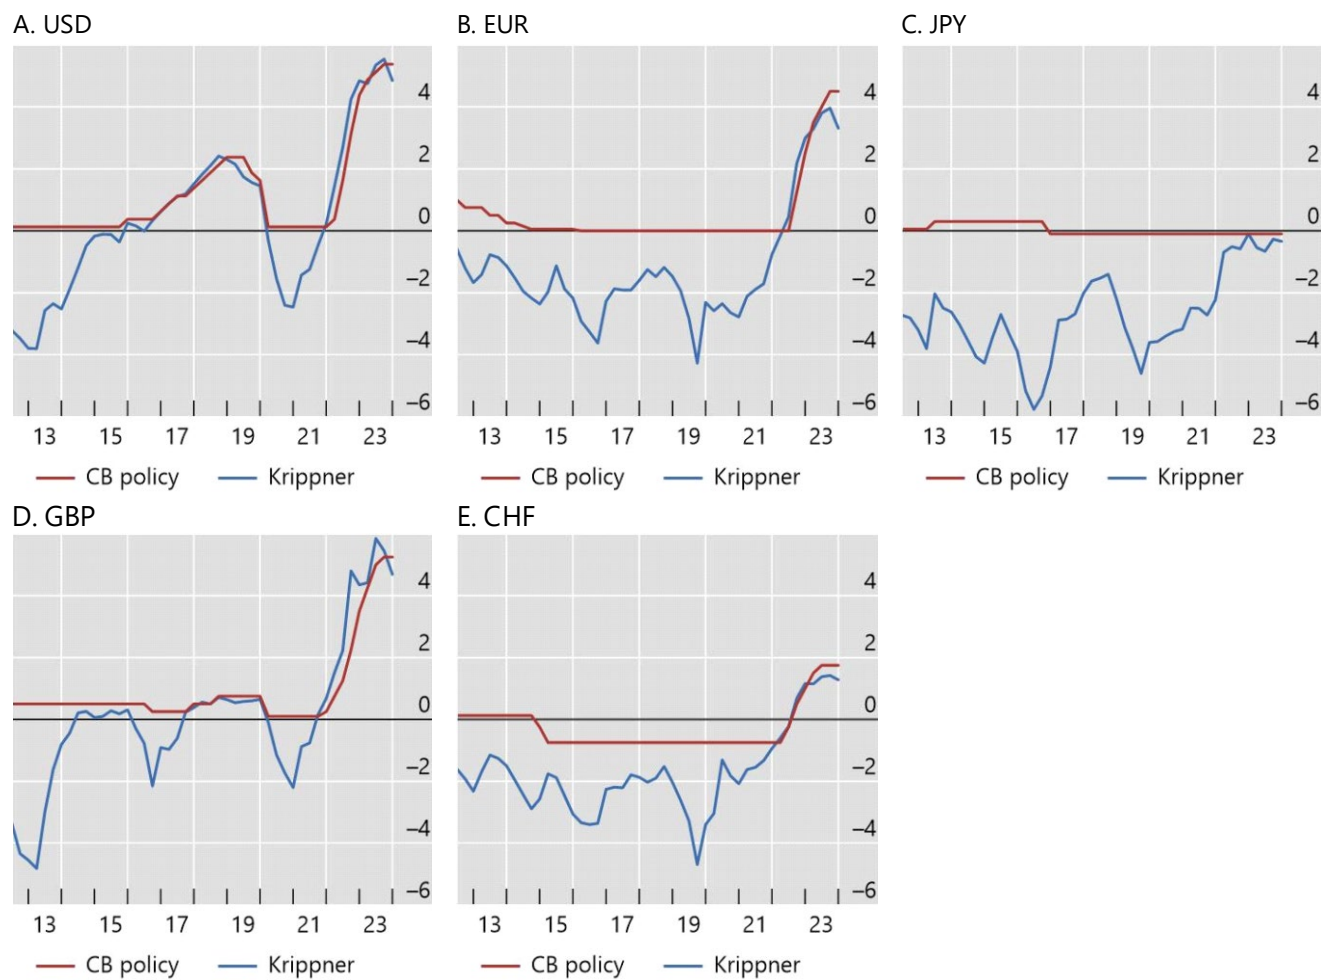 A. USD
B. EUR
C. JPY
4
2
0
–2
–4
–6
13 15 17 19 21 23
CB policy Krippner
4
2
0
–2
–4
–6
13 15 17 19 21 23
CB policy Krippner
4
2
0
–2
–4
–6
13 15 17 19 21 23
CB policy Krippner
D. GBP
E. CHF
4
2
0
–2
–4
–6
13 15 17 19 21 23
CB policy Krippner
4
2
0
–2
–4
–6
13 15 17 19 21 23
CB policy Krippner